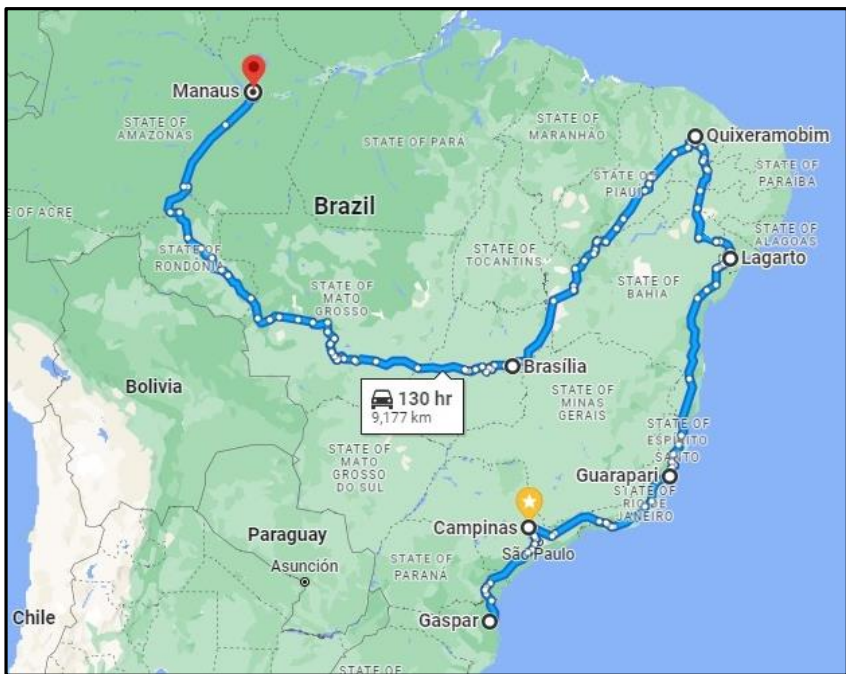 Manaus
STATE OF
AMAZONAS
STATE OF PARÁ
STATE OF
MARANHÃO
Quixeramobim
STATE OF
PIAUÍ
STATE OF
PARAIBA
E OF ACRE
Brazil
STATE OF
ALAGOAS
Lagarto
STATE OF
RONDÔNIA
STATE OF
TOCANTINS
STATE OF
BAHIA
STATE OF
MATO
GROSSO
Brasília
Bolivia
130 hr
9,177 km
STATE OF
MINAS
GERAIS
STATE OF
ESPÍRITO
SANTO
STATE OF
MATO
GROSSO
DO SUL
Guarapari
STATE OF
RIO DE
JANEIRO
Campinas
São Paulo
Paraguay
Asunción
STATE OF
PARANÁ
Chile
Gaspar
STATE OF